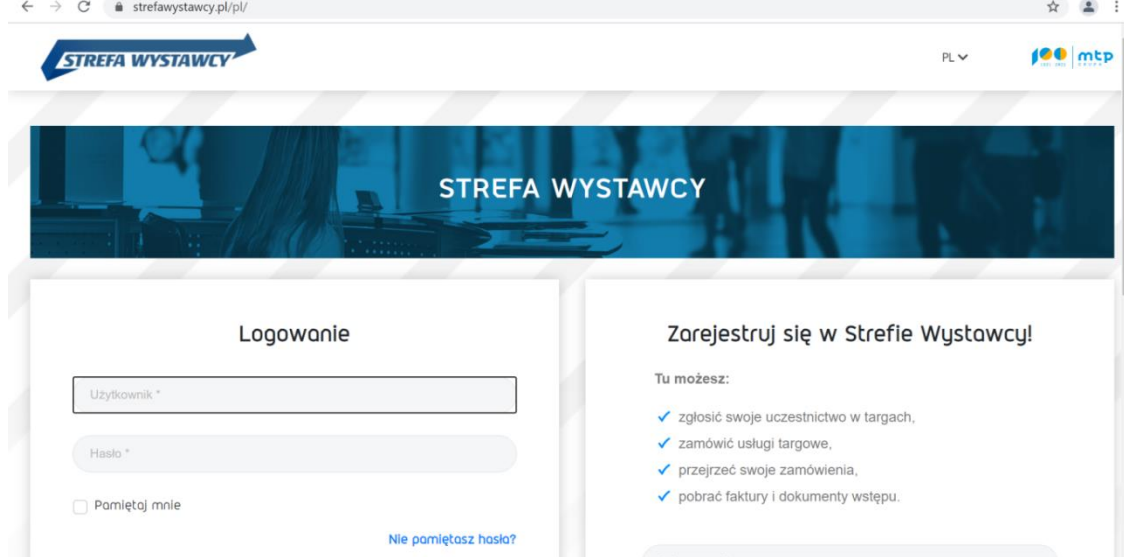 strefawystawcy.pl/pl/
STREFA WYSTAWCY
PL
mtp
STREFA WYSTAWCY
Logowanie
Użytkownik *
Hasło *
Pamiętaj mnie
Nie pamiętasz hasła?
Zarejestruj się w Strefie Wystawcy!
Tu możesz:
zgłosić swoje uczestnictwo w targach,
zamówić usługi targowe,
przejrzeć swoje zamówienia,
pobrać faktury i dokumenty wstępu.